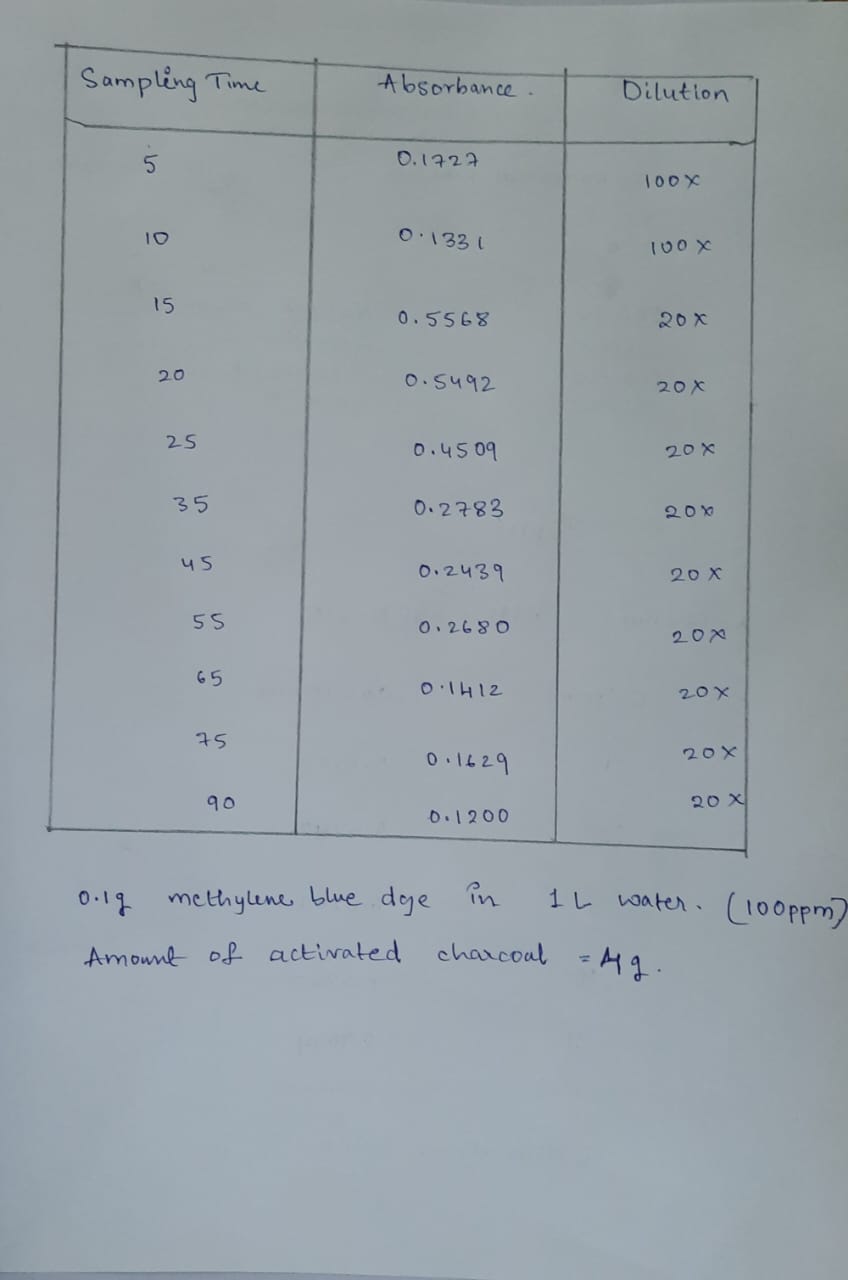 Sampling Time Absorbance. Dilution
5 0.1727 100x
10 0.1331 100x
15 0.5568 20x
20 0.5492 20x
25 0.4509 20x
35 0.2783 20x
45 0.2439 20x
55 0.2680 20x
65 0.1412 20x
75 0.1629 20x
90 0.1200 20x
0.1g methylene blue dye in 1L water. (100ppm)
Amount of activated charcoal = 4g.